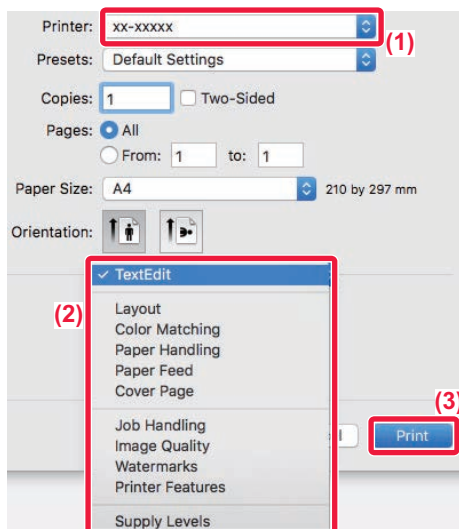 Printer: xx-xxxxx
(1)
Presets: Default Settings
Copies: 1 Two-Sided
Pages: All
From: 1 to: 1
Paper Size: A4 210 by 297 mm
Orientation:
✓ TextEdit
(2)
Layout
Color Matching
Paper Handling
Paper Feed
Cover Page
(3)
Job Handling
Print
Image Quality
Watermarks
Printer Features
Supply Levels